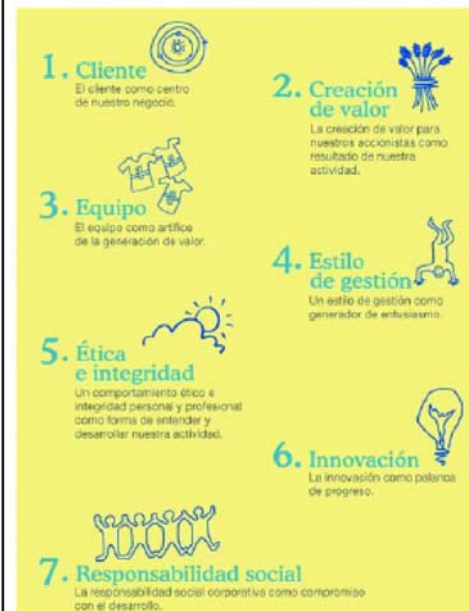 1. Cliente
El cliente como centro
de nuestro negocio.
2. Creación
de valor
La creación de valor para
nuestros accionistas como
resultado de nuestra
actividad.
3. Equipo
El equipo como artífice
de la generación de valor.
4. Estilo
de gestión
Un estilo de gestión como
generador de entusiasmo.
5. Ética
e integridad
Un comportamiento ético e
integridad personal y profesional
como forma de entender y
desarrollar nuestra actividad.
6. Innovación
La innovación como palanca
de progreso.
7. Responsabilidad social
La responsabilidad social corporativa como compromiso
con el desarrollo.